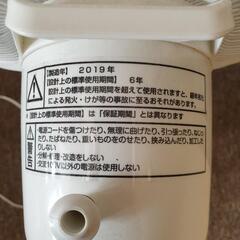 【製造年】 2019年
【設計上の標準使用期間】 6年
設計上の標準使用期間を超えて使用されますと、経年劣化
による発火・けが等の事故に至るおそれがあります。
※「設計上の標準使用期間」は「保証期間」とは異なります。
警告
・電源コードを傷つけたり、無理に曲げたり、引っ張ったり、ねじ
ったり、たばねたり、重いものをのせたり、挟み込んだり、加工し
たりしない
・分解・修理・改造をしない
・交流100V以外の電源は使用しない